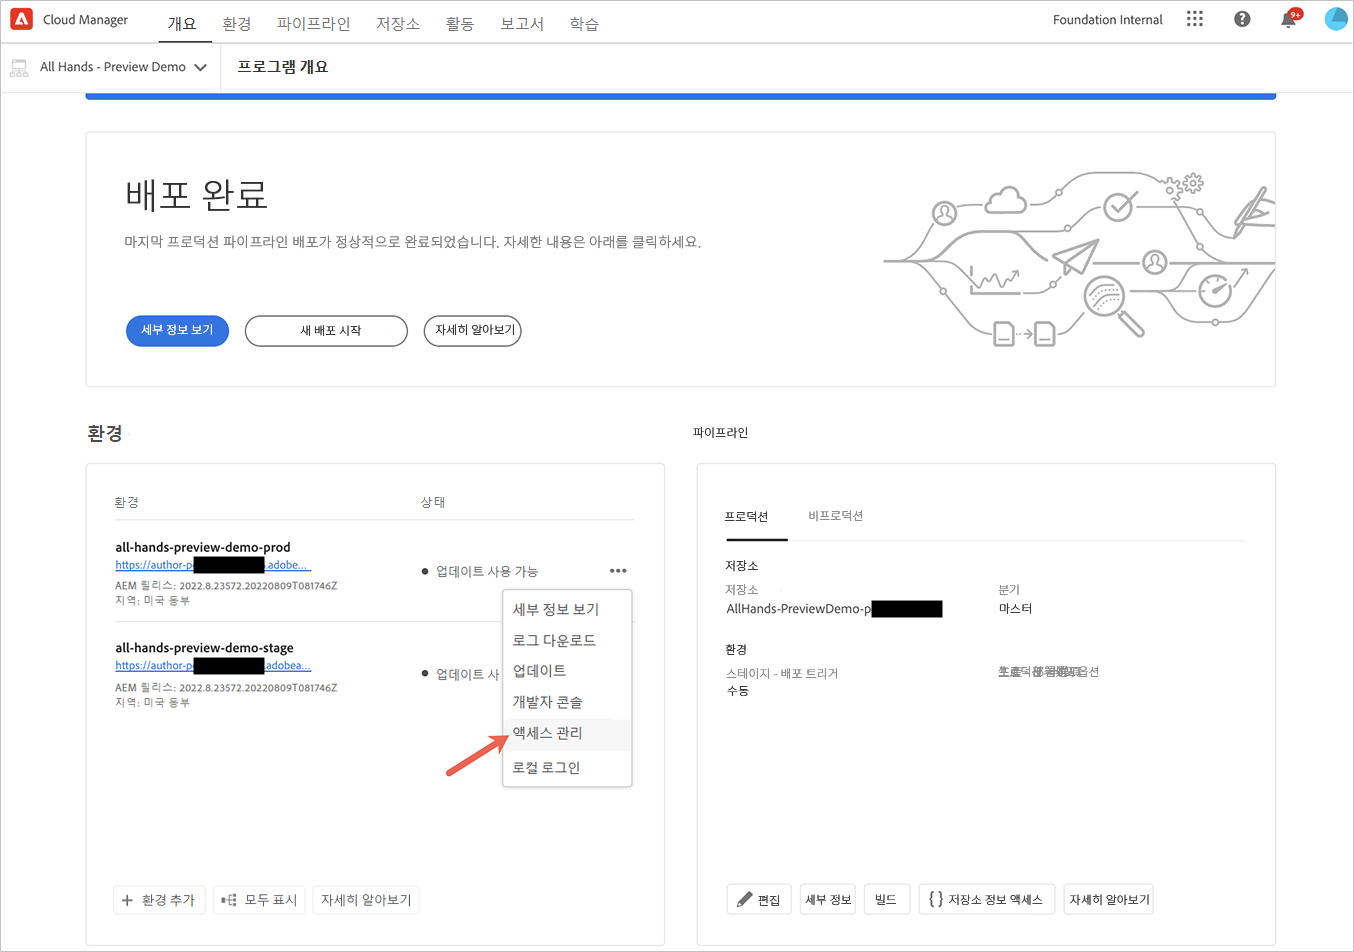 Cloud Manager
개요
환경
파이프라인
저장소
활동
보고서
학습
Foundation Internal
9+
All Hands - Preview Demo
프로그램 개요
배포 완료
마지막 프로덕션 파이프라인 배포가 정상적으로 완료되었습니다. 자세한 내용은 아래를 클릭하세요.
세부 정보 보기
새 배포 시작
자세히 알아보기
환경
환경
상태
all-hands-preview-demo-prod
https://author-p
.adobe...
AEM 릴리스: 2022.8.23572.20220809T081746Z
지역: 미국 동부
업데이트 사용 가능
all-hands-preview-demo-stage
https://author-p
.adobea...
AEM 릴리스: 2022.8.23572.20220809T081746Z
지역: 미국 동부
업데이트 사
세부 정보 보기
로그 다운로드
업데이트
개발자 콘솔
액세스 관리
로컬 로그인
환경 추가
모두 표시
자세히 알아보기
파이프라인
프로덕션
비프로덕션
저장소
저장소
AllHands-PreviewDemo-p
분기
마스터
환경
스테이지 - 배포 트리거
수동
옵션
편집
세부 정보
빌드
{ } 저장소 정보 액세스
자세히 알아보기